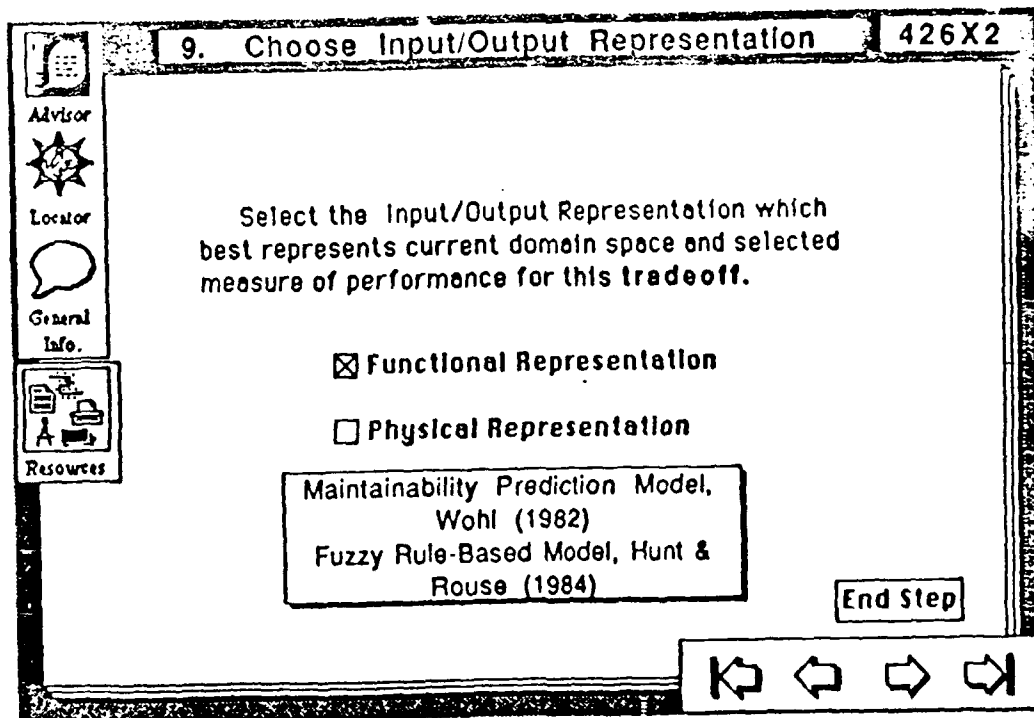 9. Choose Input/Output Representation
426X2
Advisor
Locator
General
Info.
Resources
Select the Input/Output Representation which
best represents current domain space and selected
measure of performance for this tradeoff.
Functional Representation
Physical Representation
Maintainability Prediction Model,
Wohl (1982)
Fuzzy Rule-Based Model, Hunt &
Rouse (1984)
End Step